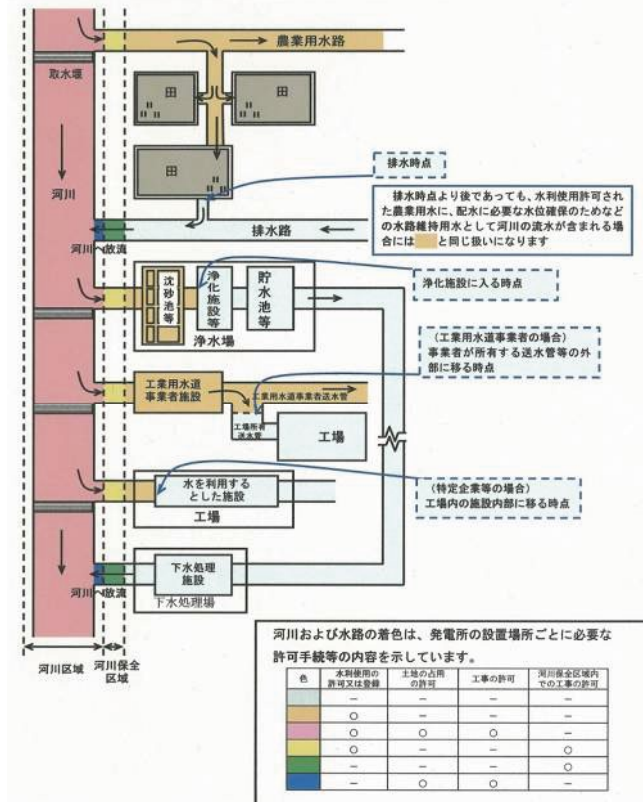 農業用水路
取水堰
田
田
田
排水時点
河川
排水時点より後であっても、水利使用許可され
た農業用水に、配水に必要な水位確保のためなど
の水路維持用水として河川の流水が含まれる場
合には と同じ扱いになります
排水路
河川へ放流
沈砂池等
浄化施設等
貯水池等
浄水場
浄化施設に入る時点
(工業用水道事業者の場合)
事業者が所有する送水管等の外
部に移る時点
工業用水道
事業者施設
工業用水道事業者送水管
工場所有
送水管
工場
(特定企業等の場合)
工場内の施設内部に移る時点
水を利用する
とした施設
工場
下水処理
施設
河川へ放流
下水処理場
河川区域
河川保全
区域
河川および水路の着色は、発電所の設置場所ごとに必要な
許可手続等の内容を示しています。
色 水利使用の許可又は登録 土地の占用の許可 工事の許可 河川保全区域内での工事の許可
－ － － －
○ － － －
○ ○ ○ －
○ － － ○
－ － － ○
－ ○ ○ －